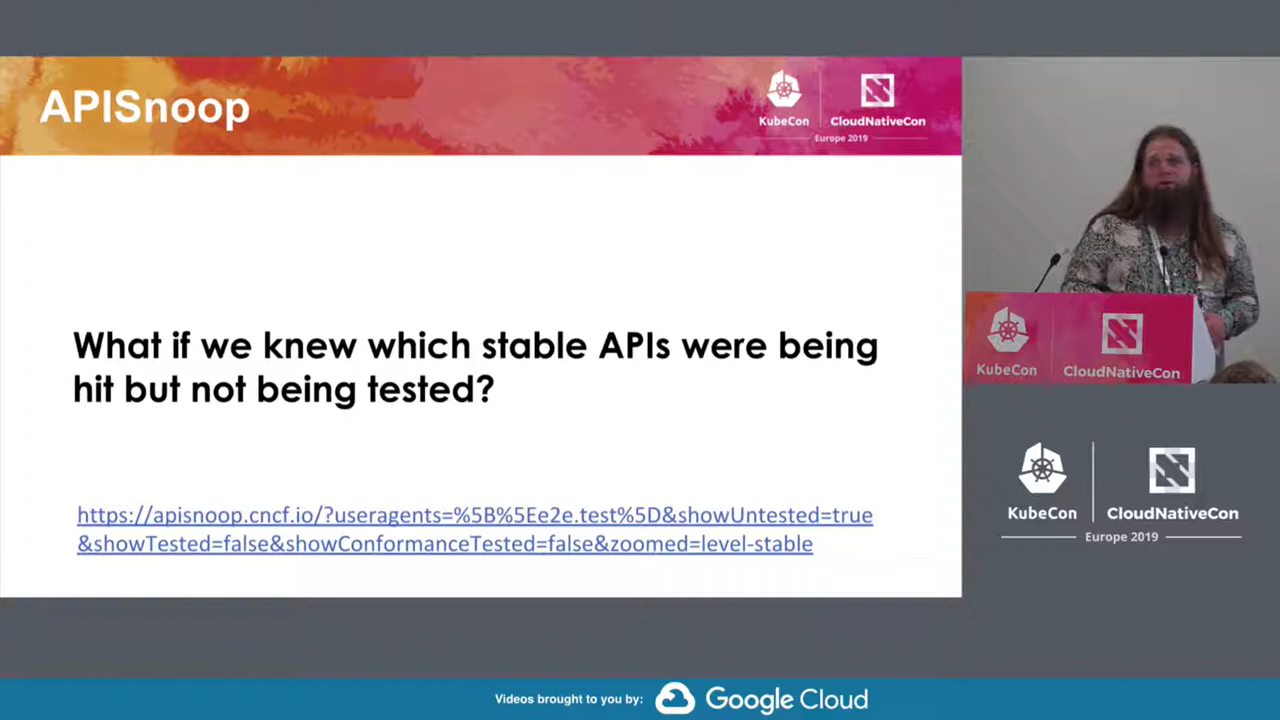 APISnoop
KubeCon
CloudNativeCon
Europe 2019
What if we knew which stable APIs were being
hit but not being tested?
https://apisnoop.cncf.io/?useragents=%5B%5Ee2e.test%5D&showUntested=true
&showTested=false&showConformanceTested=false&zoomed=level-stable
KubeCon
CloudNativeCon
KubeCon
CloudNativeCon
Europe 2019
Videos brought to you by:
Google Cloud